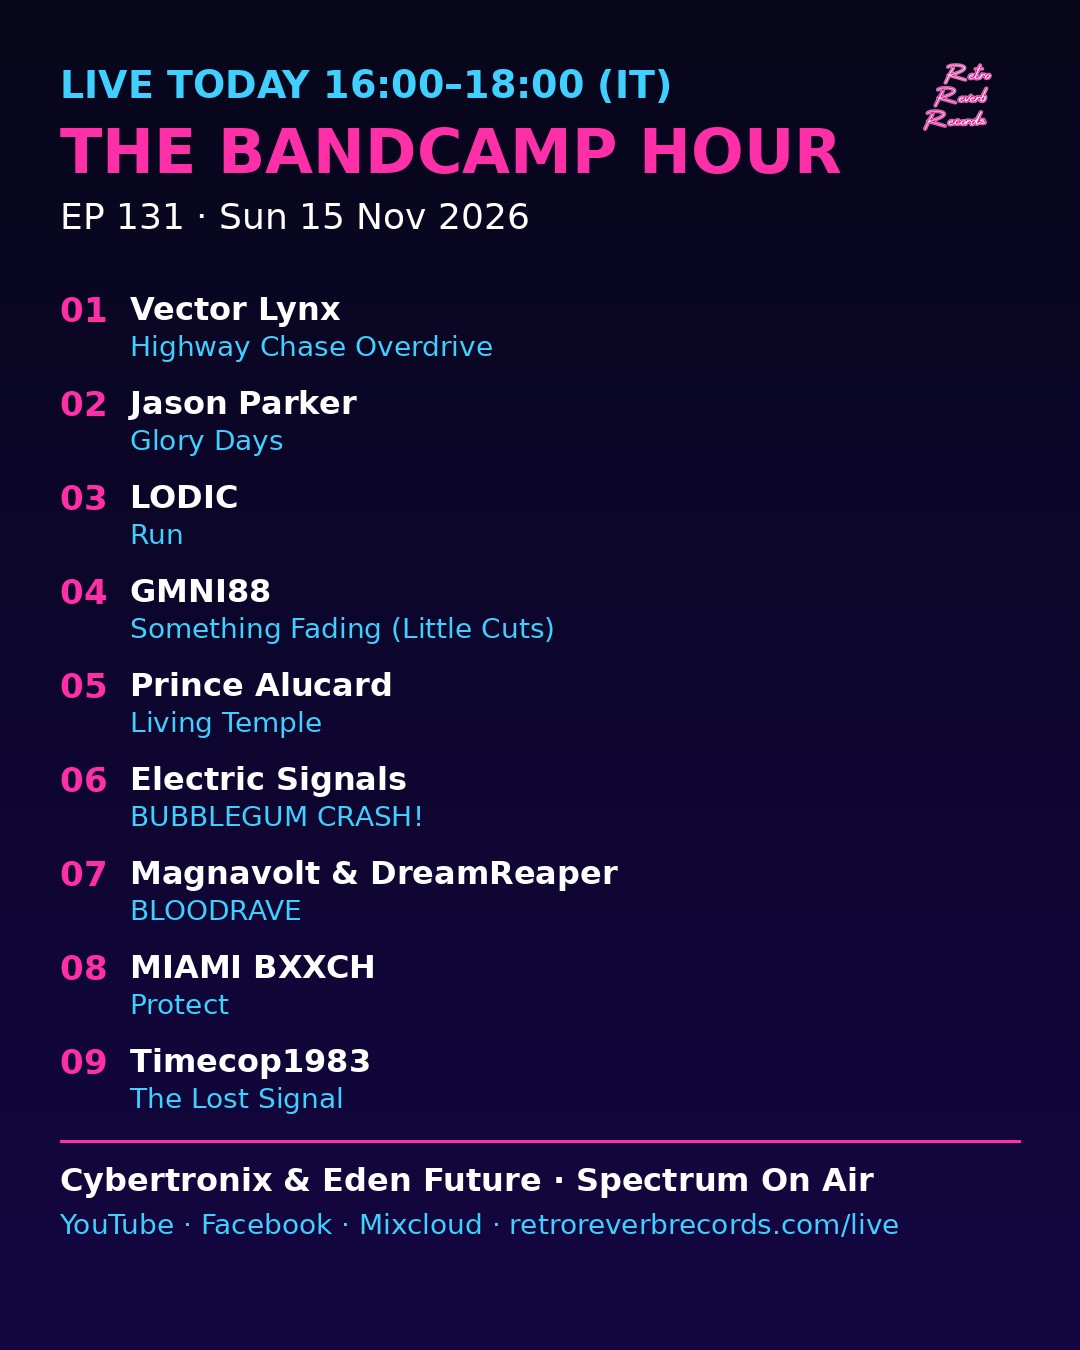 LIVE TODAY 16:00–18:00 (IT)
Retro
Reverb
Records
THE BANDCAMP HOUR
EP 131 · Sun 15 Nov 2026
01 Vector Lynx
Highway Chase Overdrive
02 Jason Parker
Glory Days
03 LODIC
Run
04 GMNI88
Something Fading (Little Cuts)
05 Prince Alucard
Living Temple
06 Electric Signals
BUBBLEGUM CRASH!
07 Magnavolt & DreamReaper
BLOODRAVE
08 MIAMI BXXCH
Protect
09 Timecop1983
The Lost Signal
Cybertronix & Eden Future · Spectrum On Air
YouTube · Facebook · Mixcloud · retroreverbrecords.com/live